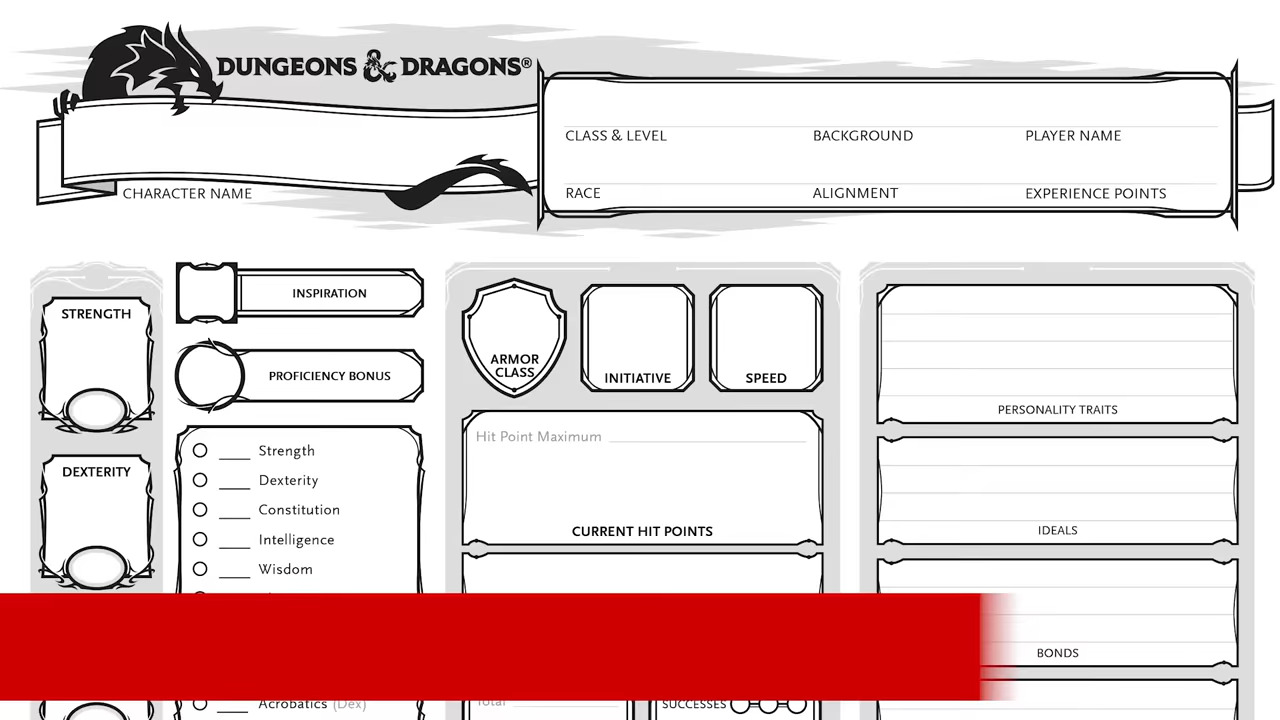 DUNGEONS & DRAGONS®
CLASS & LEVEL
BACKGROUND
PLAYER NAME
CHARACTER NAME
RACE
ALIGNMENT
EXPERIENCE POINTS
STRENGTH
INSPIRATION
PROFICIENCY BONUS
DEXTERITY
Strength
Dexterity
Constitution
Intelligence
Wisdom
Acrobatics (Dex)
ARMOR
CLASS
INITIATIVE
SPEED
Hit Point Maximum
CURRENT HIT POINTS
Total
SUCCESSES
PERSONALITY TRAITS
IDEALS
BONDS